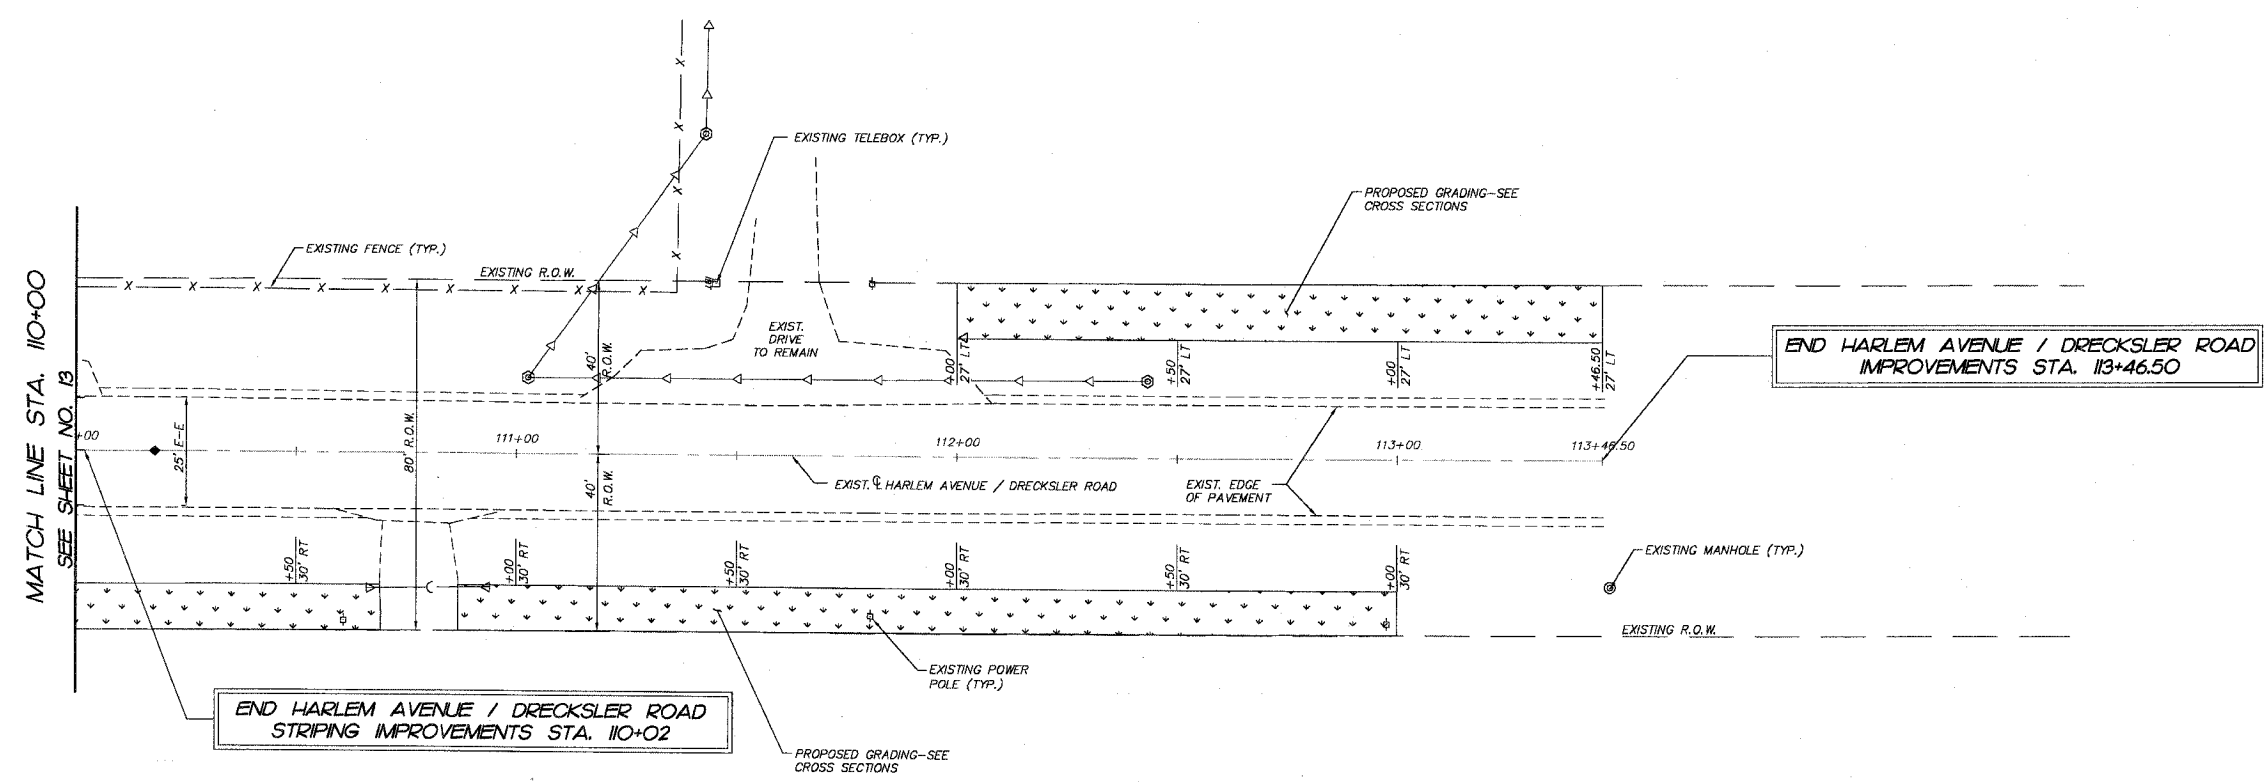 MATCH LINE STA. 110+00
SEE SHEET NO. 13
EXISTING TELEBOX (TYP.)
PROPOSED GRADING-SEE
CROSS SECTIONS
EXISTING FENCE (TYP.)
EXISTING R.O.W.
EXIST.
DRIVE
TO REMAIN
40'
R.O.W.
+00
27' LT
+50
27' LT
+00
27' LT
+46.50
27' LT
END HARLEM AVENUE / DRECKSLER ROAD
IMPROVEMENTS STA. 113+46.50
+00
25' E-E
80' R.O.W.
111+00
112+00
113+00
113+46.50
40'
R.O.W.
EXIST. ℄ HARLEM AVENUE / DRECKSLER ROAD
EXIST. EDGE
OF PAVEMENT
+50
30' RT
+00
30' RT
+50
30' RT
+00
30' RT
+50
30' RT
+00
30' RT
EXISTING MANHOLE (TYP.)
EXISTING R.O.W.
EXISTING POWER
POLE (TYP.)
END HARLEM AVENUE / DRECKSLER ROAD
STRIPING IMPROVEMENTS STA. 110+02
PROPOSED GRADING-SEE
CROSS SECTIONS